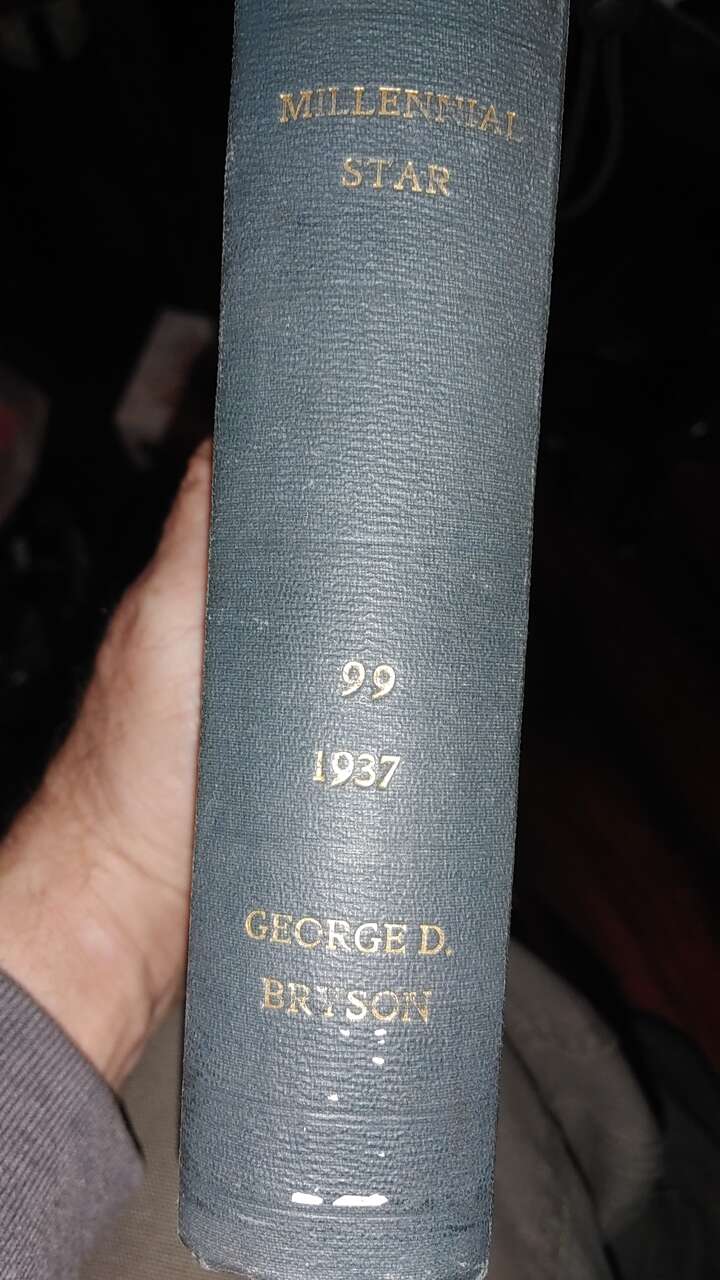 MILLENNIAL
STAR
99
1937
GEORGE D.
BRYSON